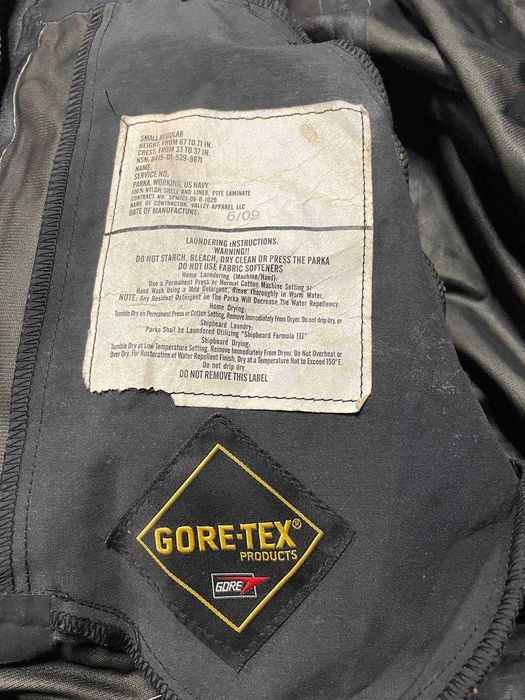 SMALL REGULAR
HEIGHT: FROM 67 TO 71 IN.
CHEST: FROM 33 TO 37 IN.
NSN. 8415-01-539-5871
NAME.
SERVICE NO.
PARKA, WORKING, US NAVY
100% NYLON SHELL AND LINER, PTFE LAMINATE
CONTRACT NO. SPM1C1-08-D-1029
NAME OF CONTRACTOR, VALLEY APPAREL LLC
DATE OF MANUFACTURE: 6/09
LAUNDERING INSTRUCTIONS.
WARNING!!
DO NOT STARCH, BLEACH, DRY CLEAN OR PRESS THE PARKA
DO NOT USE FABRIC SOFTENERS
Home Laundering (Machine/Hand).
Use a Permanent Press or Normal Cotton Machine Setting or
Hand Wash Using a Mild Detergent, Rinse Thoroughly in Warm Water.
NOTE. Any Residual Detergent on The Parka Will Decrease The Water Repellency.
Home Drying:
Tumble Dry on Permanent Press or Cotton Setting, Remove Immediately From Dryer. Do not drip dry.
Shipboard Laundry:
Parka Shall be Laundered Utilizing "Shipboard Formula III"
Shipboard Drying:
Tumble Dry at Low Temperature Setting, Remove Immediately From Dryer. Do Not Overheat or
Over Dry. For Restoration of Water Repellent Finish, Dry at a Temperature Not to Exceed 150°F.
Do not drip dry.
DO NOT REMOVE THIS LABEL
GORE-TEX®
PRODUCTS
GORE